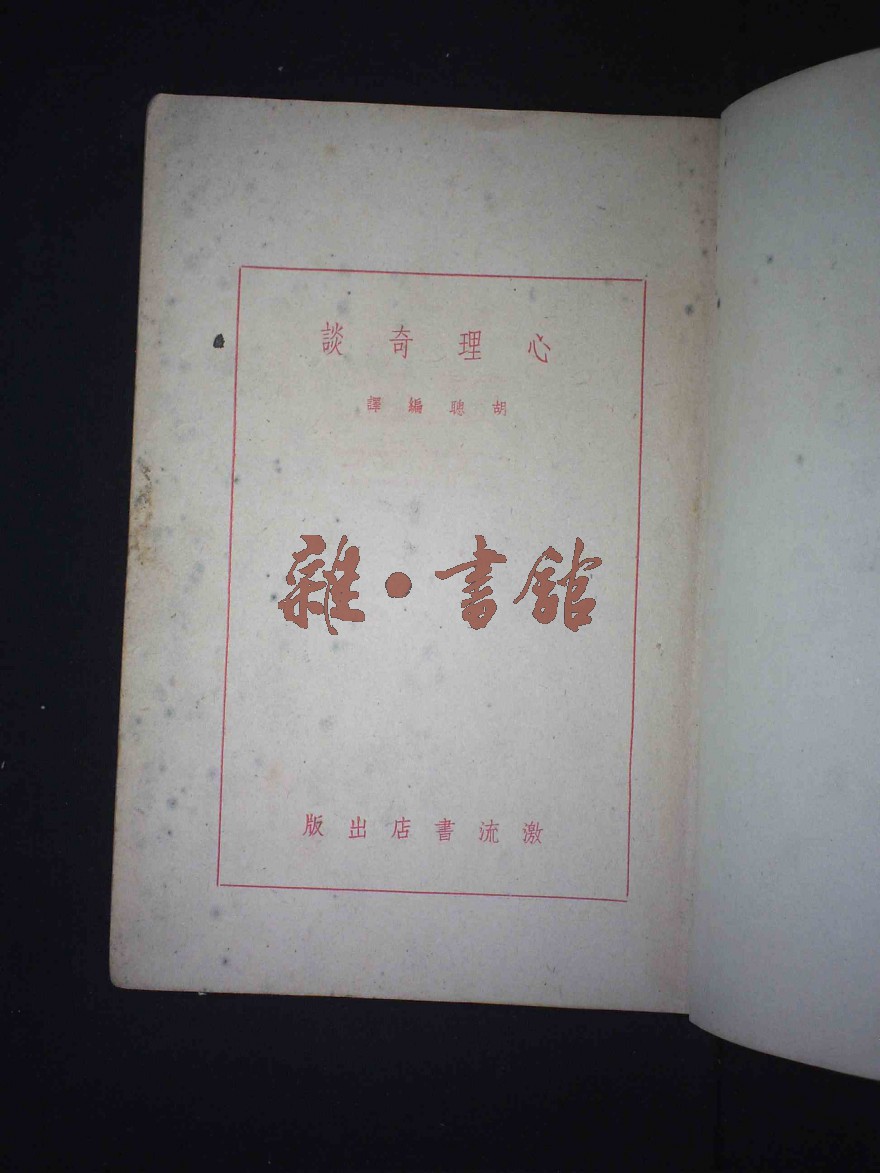 心理奇談
胡聰編譯
雜·書館
激流書店出版